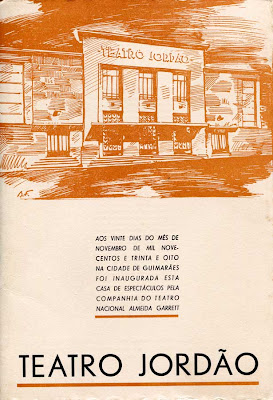 TEATRO JORDÃO
AOS VINTE DIAS DO MÊS DE
NOVEMBRO DE MIL NOVE-
CENTOS E TRINTA E OITO
NA CIDADE DE GUIMARÃES
FOI INAUGURADA ESTA
CASA DE ESPECTÁCULOS PELA
COMPANHIA DO TEATRO
NACIONAL ALMEIDA GARRETT
TEATRO JORDÃO